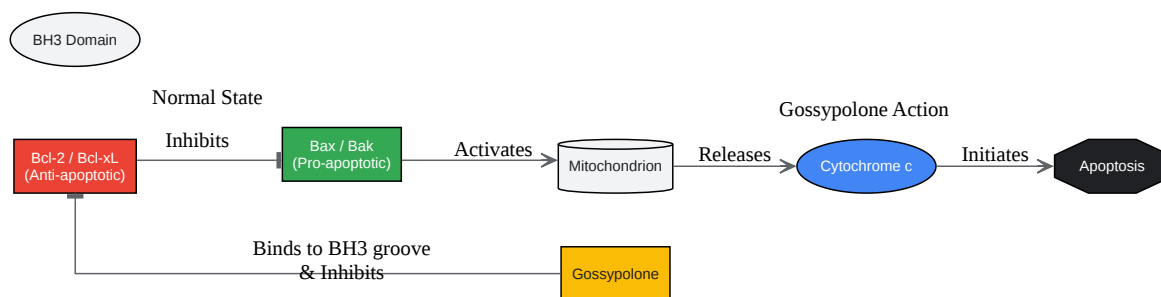 BH3 Domain
Normal State
Gossypolone Action
Bcl-2 / Bcl-xL
(Anti-apoptotic)
Inhibits
Bax / Bak
(Pro-apoptotic)
Activates
Mitochondrion
Releases
Cytochrome c
Initiates
Apoptosis
Binds to BH3 groove
& Inhibits
Gossypolone